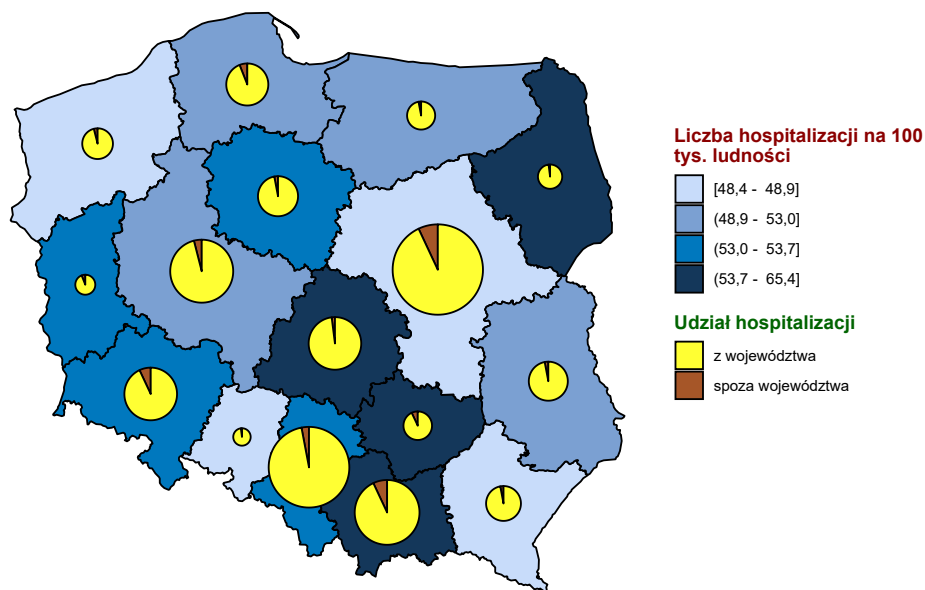 Liczba hospitalizacji na 100
tys. ludności
[48,4 - 48,9]
(48,9 - 53,0]
(53,0 - 53,7]
(53,7 - 65,4]
Udział hospitalizacji
z województwa
spoza województwa